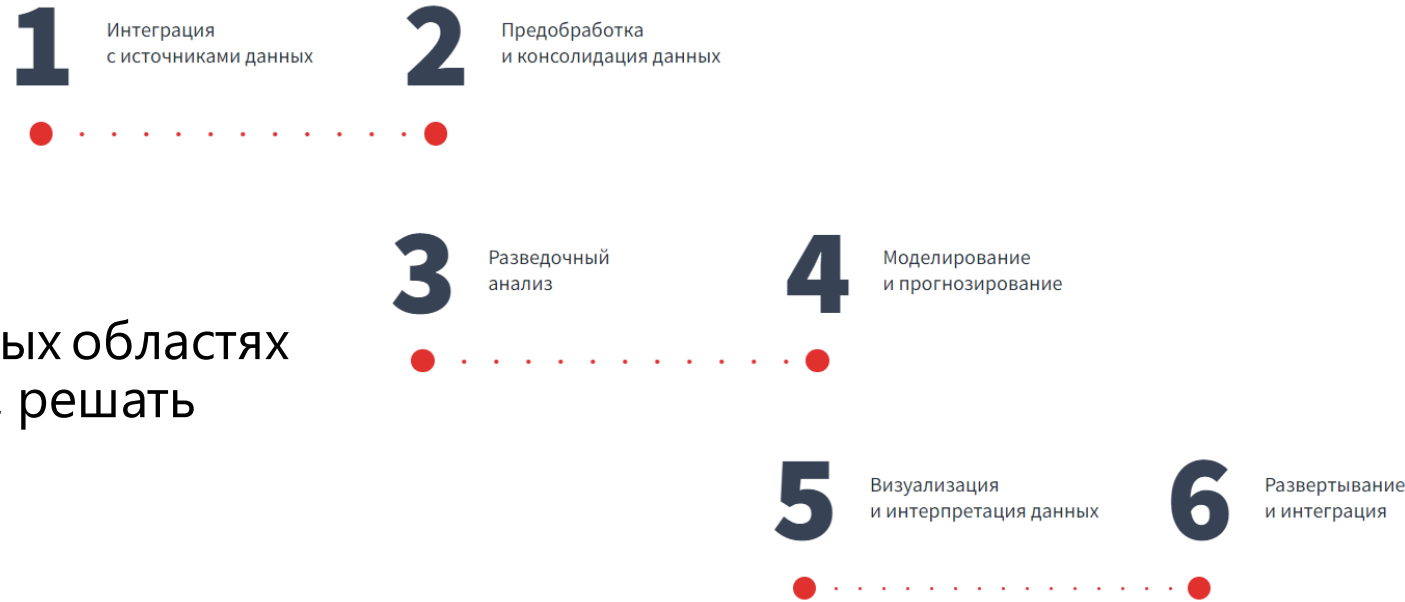 1
Интеграция
с источниками данных
2
Предобработка
и консолидация данных
3
Разведочный
анализ
4
Моделирование
и прогнозирование
ых областях
решать
5
Визуализация
и интерпретация данных
6
Развертывание
и интеграция